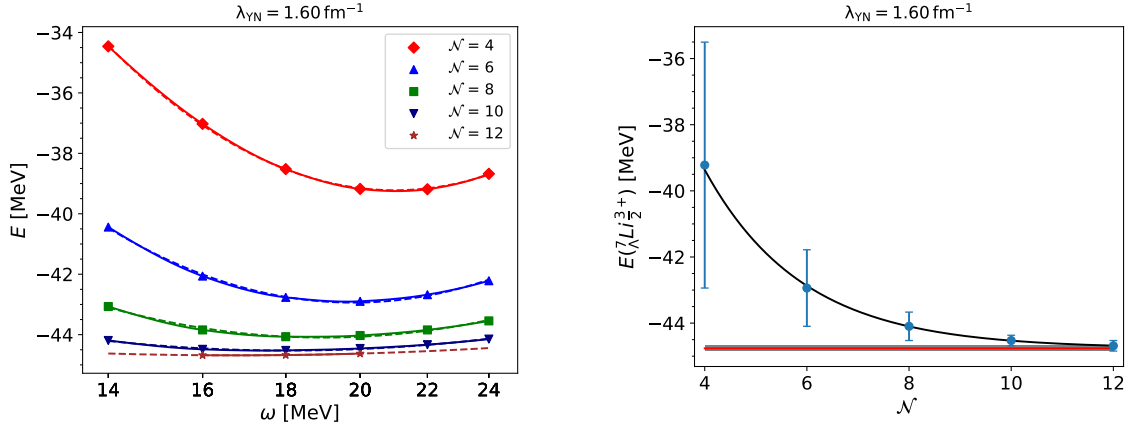 λYN = 1.60 fm⁻¹
E [MeV]
−34
−36
−38
−40
−42
−44
14
16
18
20
22
24
ω [MeV]
𝒩 = 4
𝒩 = 6
𝒩 = 8
𝒩 = 10
𝒩 = 12
λYN = 1.60 fm⁻¹
E(⁷ΛLi 3/2⁺) [MeV]
−36
−38
−40
−42
−44
4
6
8
10
12
𝒩